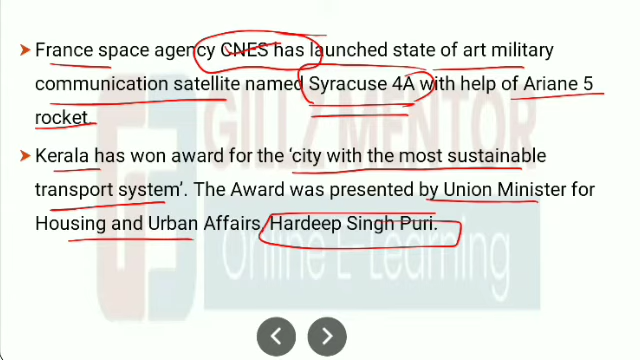 France space agency CNES has launched state of art military
communication satellite named Syracuse 4A with help of Ariane 5
rocket.
Kerala has won award for the ‘city with the most sustainable
transport system’. The Award was presented by Union Minister for
Housing and Urban Affairs, Hardeep Singh Puri.
GILLZ MENTOR
Online E-Learning